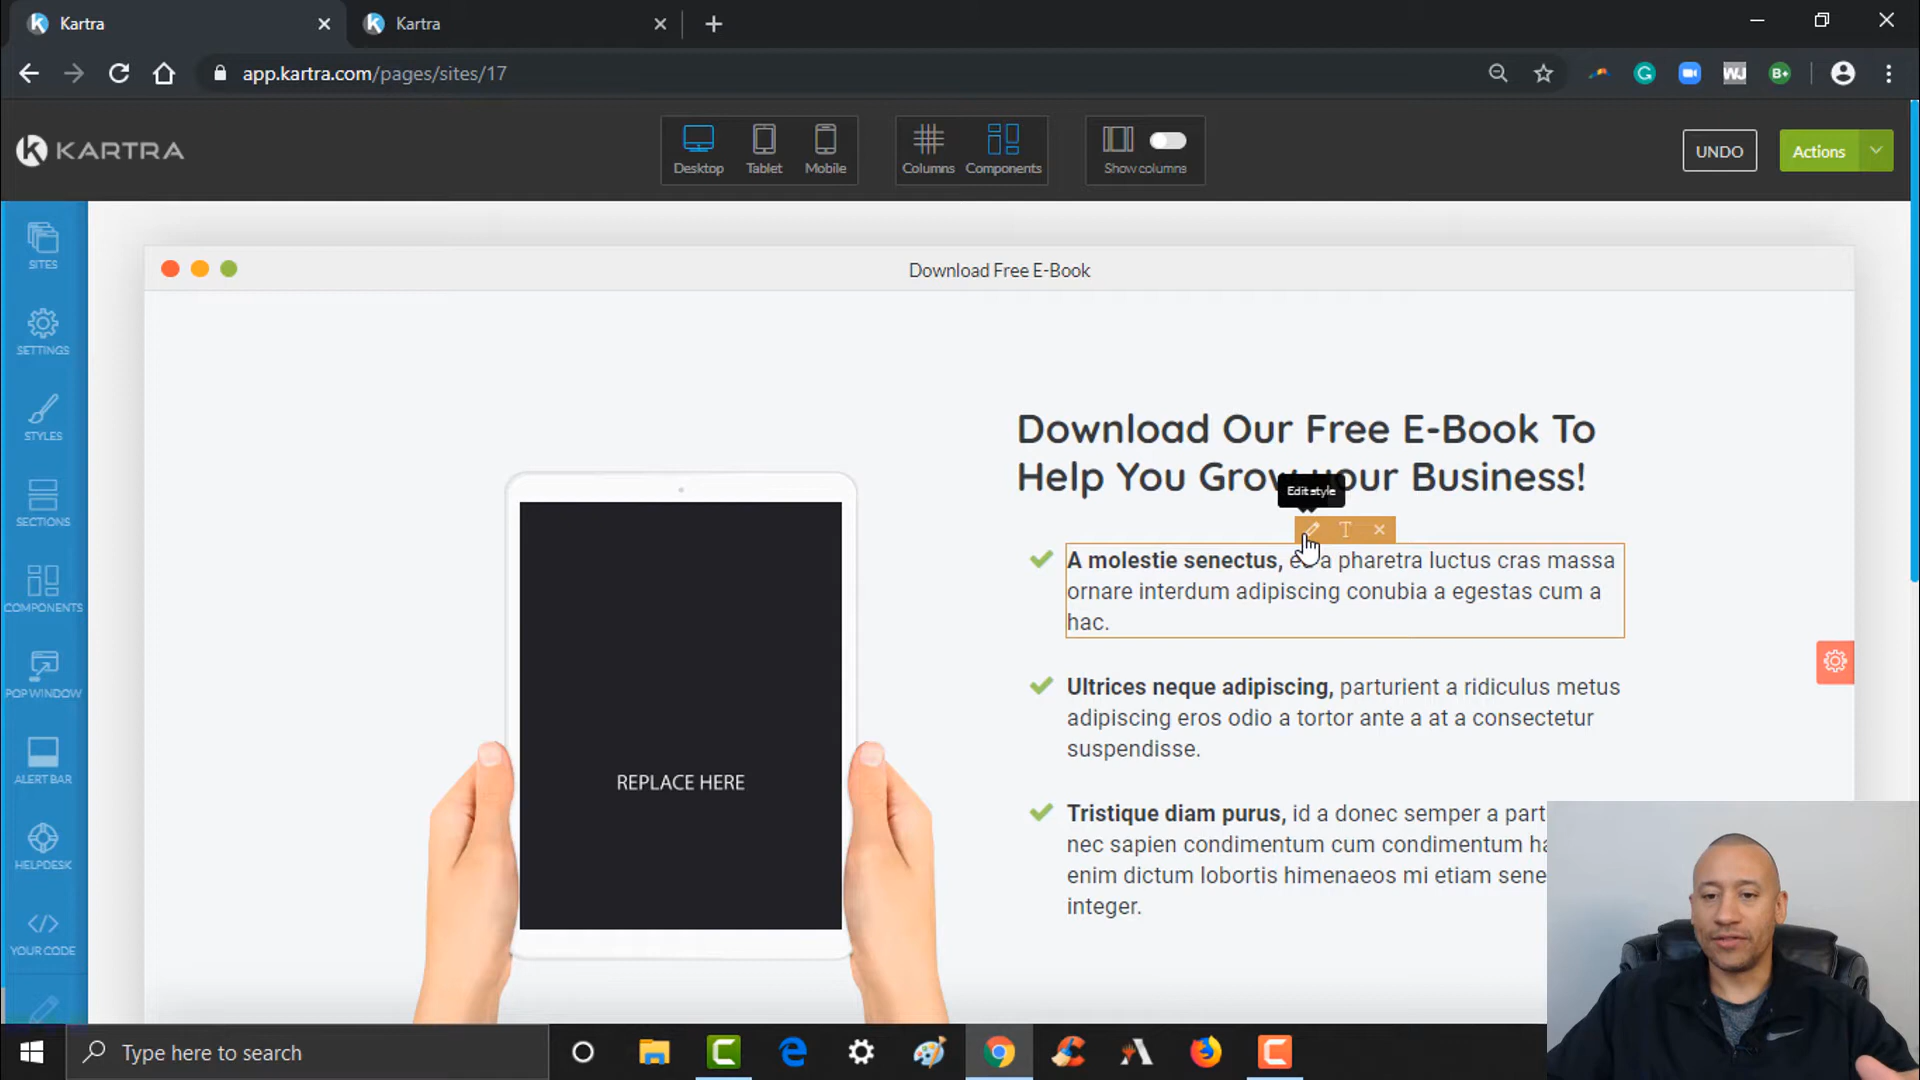 Kartra
Kartra
app.kartra.com/pages/sites/17
KARTRA
Desktop
Tablet
Mobile
Columns
Components
Show columns
UNDO
Actions
SITES
SETTINGS
STYLES
SECTIONS
COMPONENTS
POP WINDOW
ALERT BAR
HELPDESK
YOUR CODE
Download Free E-Book
Download Our Free E-Book To
Help You Grow your Business!
Edit style
T
A molestie senectus, a pharetra luctus cras massa
ornare interdum adipiscing conubia a egestas cum a
hac.
Ultrices neque adipiscing, parturient a ridiculus metus
adipiscing eros odio a tortor ante a at a consectetur
suspendisse.
Tristique diam purus, id a donec semper a part
nec sapien condimentum cum condimentum ha
enim dictum lobortis himenaeos mi etiam sene
integer.
REPLACE HERE
Type here to search